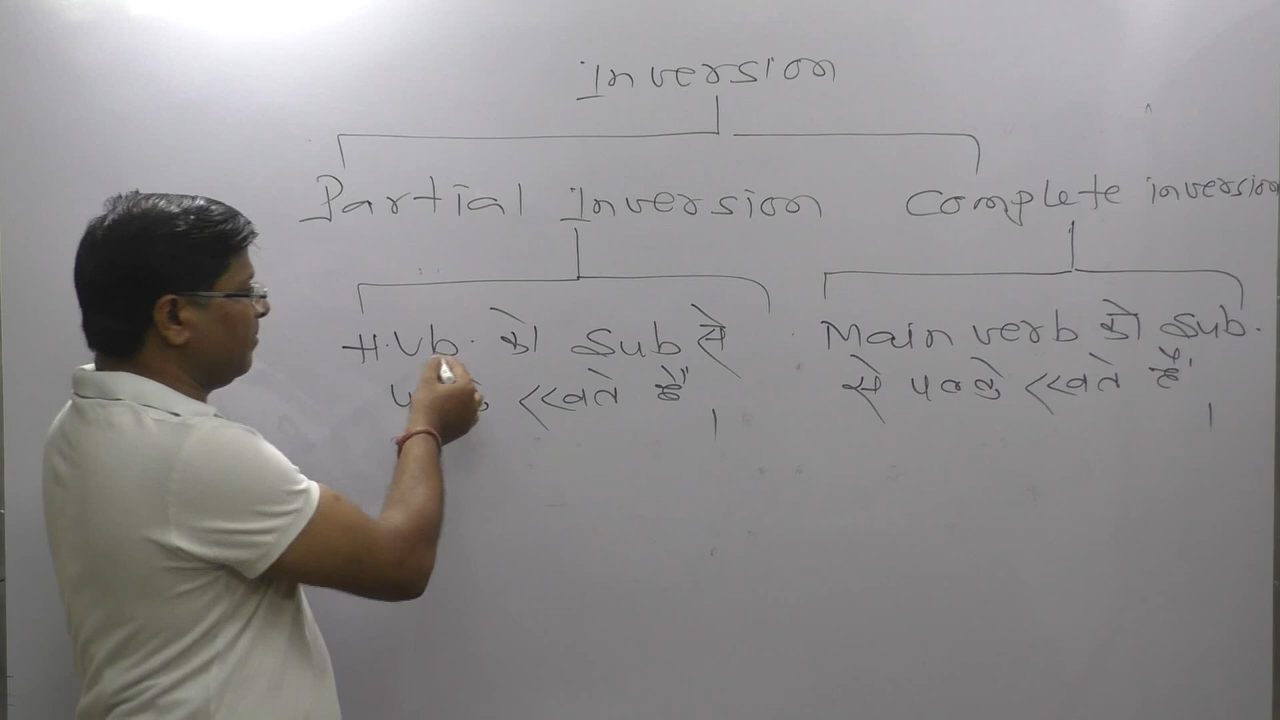 Inversion
Partial Inversion
Complete inversion
H.Vb. को Sub से
रखते हैं
Main verb को Sub.
से पहले रखते हैं।